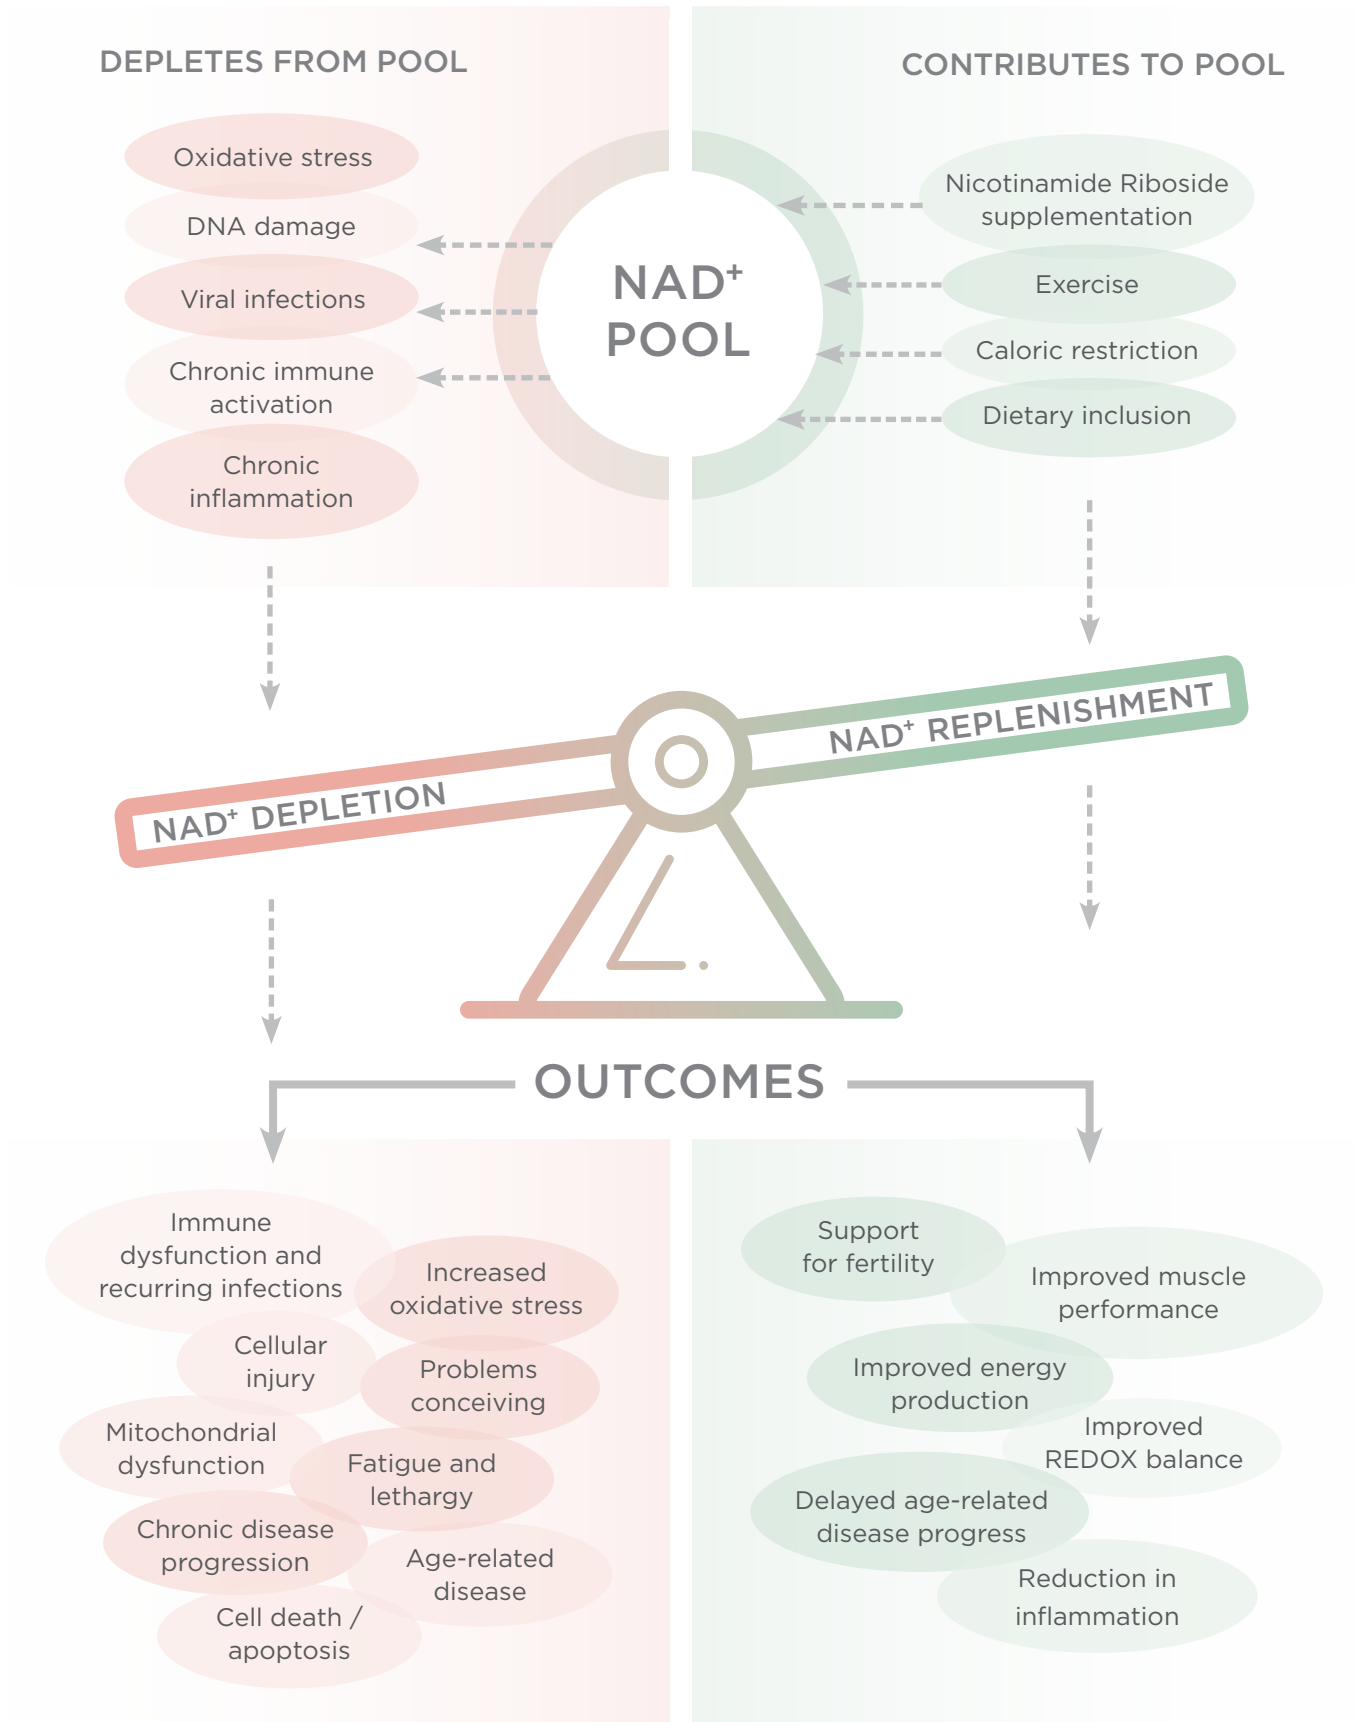 DEPLETES FROM POOL
Oxidative stress
DNA damage
Viral infections
Chronic immune
activation
Chronic
inflammation
NAD⁺
POOL
CONTRIBUTES TO POOL
Nicotinamide Riboside
supplementation
Exercise
Caloric restriction
Dietary inclusion
NAD⁺ DEPLETION
NAD⁺ REPLENISHMENT
OUTCOMES
Immune
dysfunction and
recurring infections
Increased
oxidative stress
Cellular
injury
Problems
conceiving
Mitochondrial
dysfunction
Fatigue and
lethargy
Chronic disease
progression
Age-related
disease
Cell death /
apoptosis
Support
for fertility
Improved muscle
performance
Improved energy
production
Improved
REDOX balance
Delayed age-related
disease progress
Reduction in
inflammation